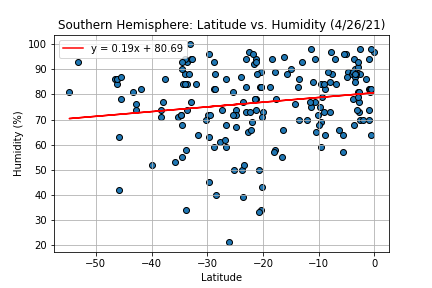 Southern Hemisphere: Latitude vs. Humidity (4/26/21)
y = 0.19x + 80.69
100
90
80
70
60
50
40
30
20
Humidity (%)
−50 −40 −30 −20 −10 0
Latitude